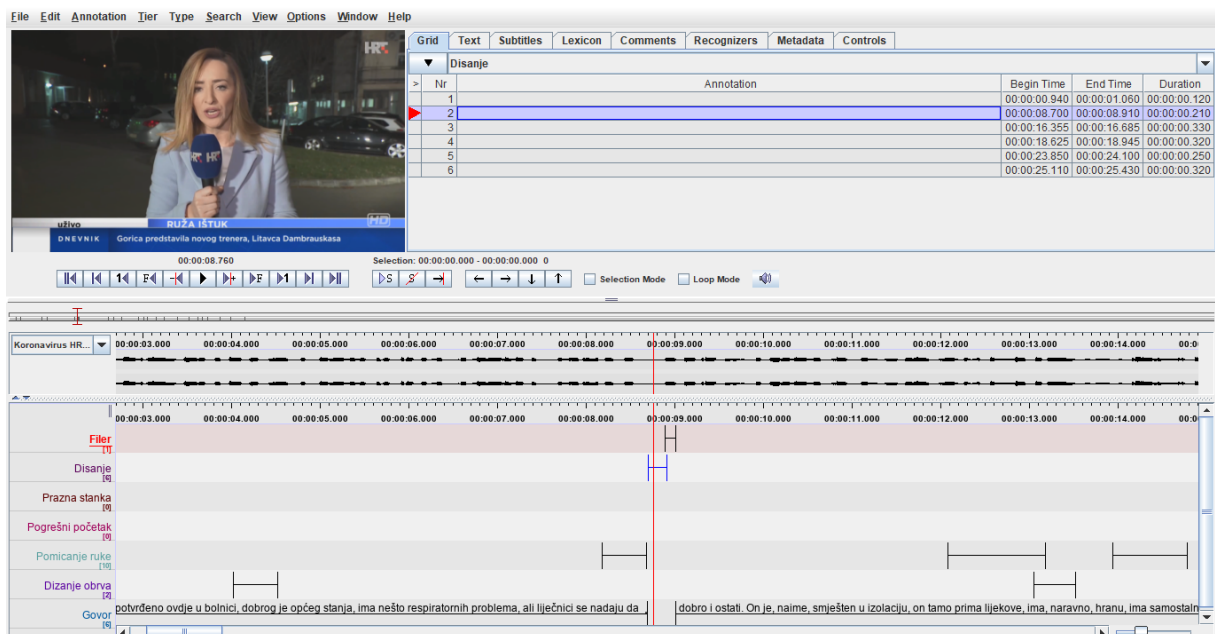 File Edit Annotation Tier Type Search View Options Window Help
HRT
HRT HRT
HD
uživo RUŽA IŠTUK
DNEVNIK Gorica predstavila novog trenera, Litavca Dambrauskasa
Grid Text Subtitles Lexicon Comments Recognizers Metadata Controls
Disanje
> Nr Annotation Begin Time End Time Duration
1 00:00:00.940 00:00:01.060 00:00:00.120
2 00:00:08.700 00:00:08.910 00:00:00.210
3 00:00:16.355 00:00:16.685 00:00:00.330
4 00:00:18.625 00:00:18.945 00:00:00.320
5 00:00:23.850 00:00:24.100 00:00:00.250
6 00:00:25.110 00:00:25.430 00:00:00.320
00:00:08.760 Selection: 00:00:00.000 - 00:00:00.000 0
1 F + F 1 S S Selection Mode Loop Mode
Koronavirus HR... 00:00:03.000 00:00:04.000 00:00:05.000 00:00:06.000 00:00:07.000 00:00:08.000 00:00:09.000 00:00:10.000 00:00:11.000 00:00:12.000 00:00:13.000 00:00:14.000 00:0
00:00:03.000 00:00:04.000 00:00:05.000 00:00:06.000 00:00:07.000 00:00:08.000 00:00:09.000 00:00:10.000 00:00:11.000 00:00:12.000 00:00:13.000 00:00:14.000 00:0
Filer
[1]
Disanje
[6]
Prazna stanka
[0]
Pogrešni početak
[0]
Pomicanje ruke
[10]
Dizanje obrva
[2]
Govor potvrđeno ovdje u bolnici, dobrog je općeg stanja, ima nešto respiratornih problema, ali liječnici se nadaju da dobro i ostati. On je, naime, smješten u izolaciju, on tamo prima lijekove, ima, naravno, hranu, ima samostaln
[6]